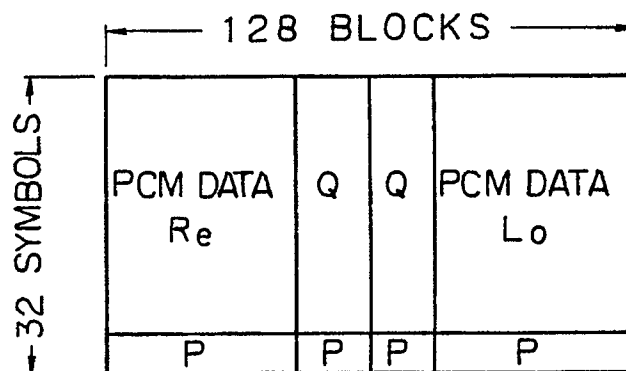 128 BLOCKS
32 SYMBOLS
PCM DATA Q Q PCM DATA
Re Lo
P P P P